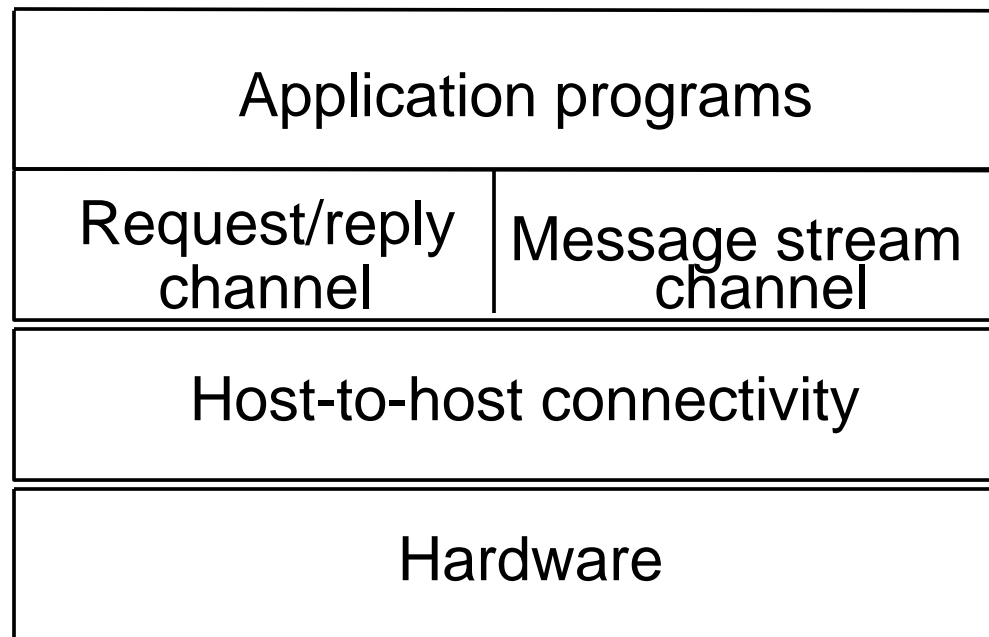 Application programs
Request/reply
channel
Message stream
channel
Host-to-host connectivity
Hardware